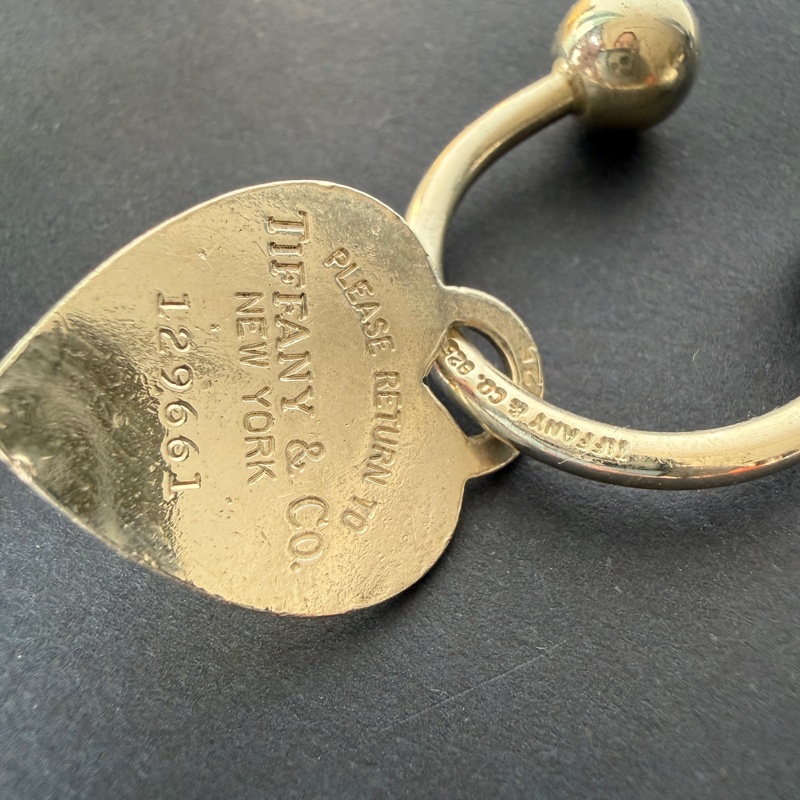 PLEASE RETURN TO
TIFFANY & CO.
NEW YORK
129661
TIFFANY & CO. 925